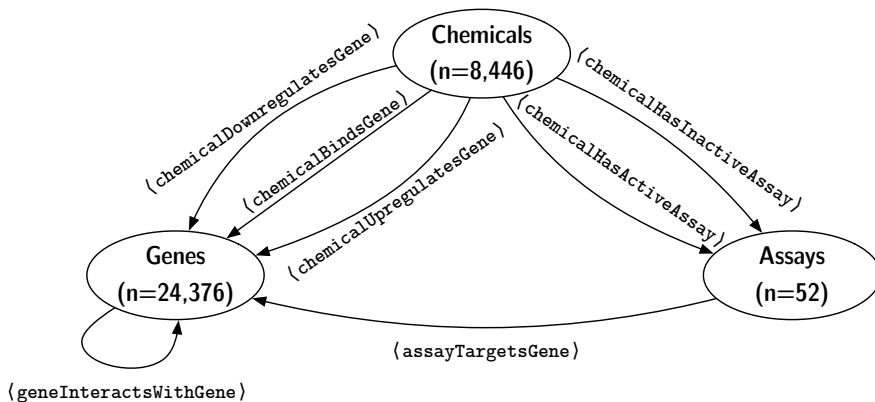 Chemicals
(n=8,446)
⟨chemicalDownregulatesGene⟩
⟨chemicalBindsGene⟩
⟨chemicalUpregulatesGene⟩
⟨chemicalHasActiveAssay⟩
⟨chemicalHasInactiveAssay⟩
Genes
(n=24,376)
Assays
(n=52)
⟨assayTargetsGene⟩
⟨geneInteractsWithGene⟩